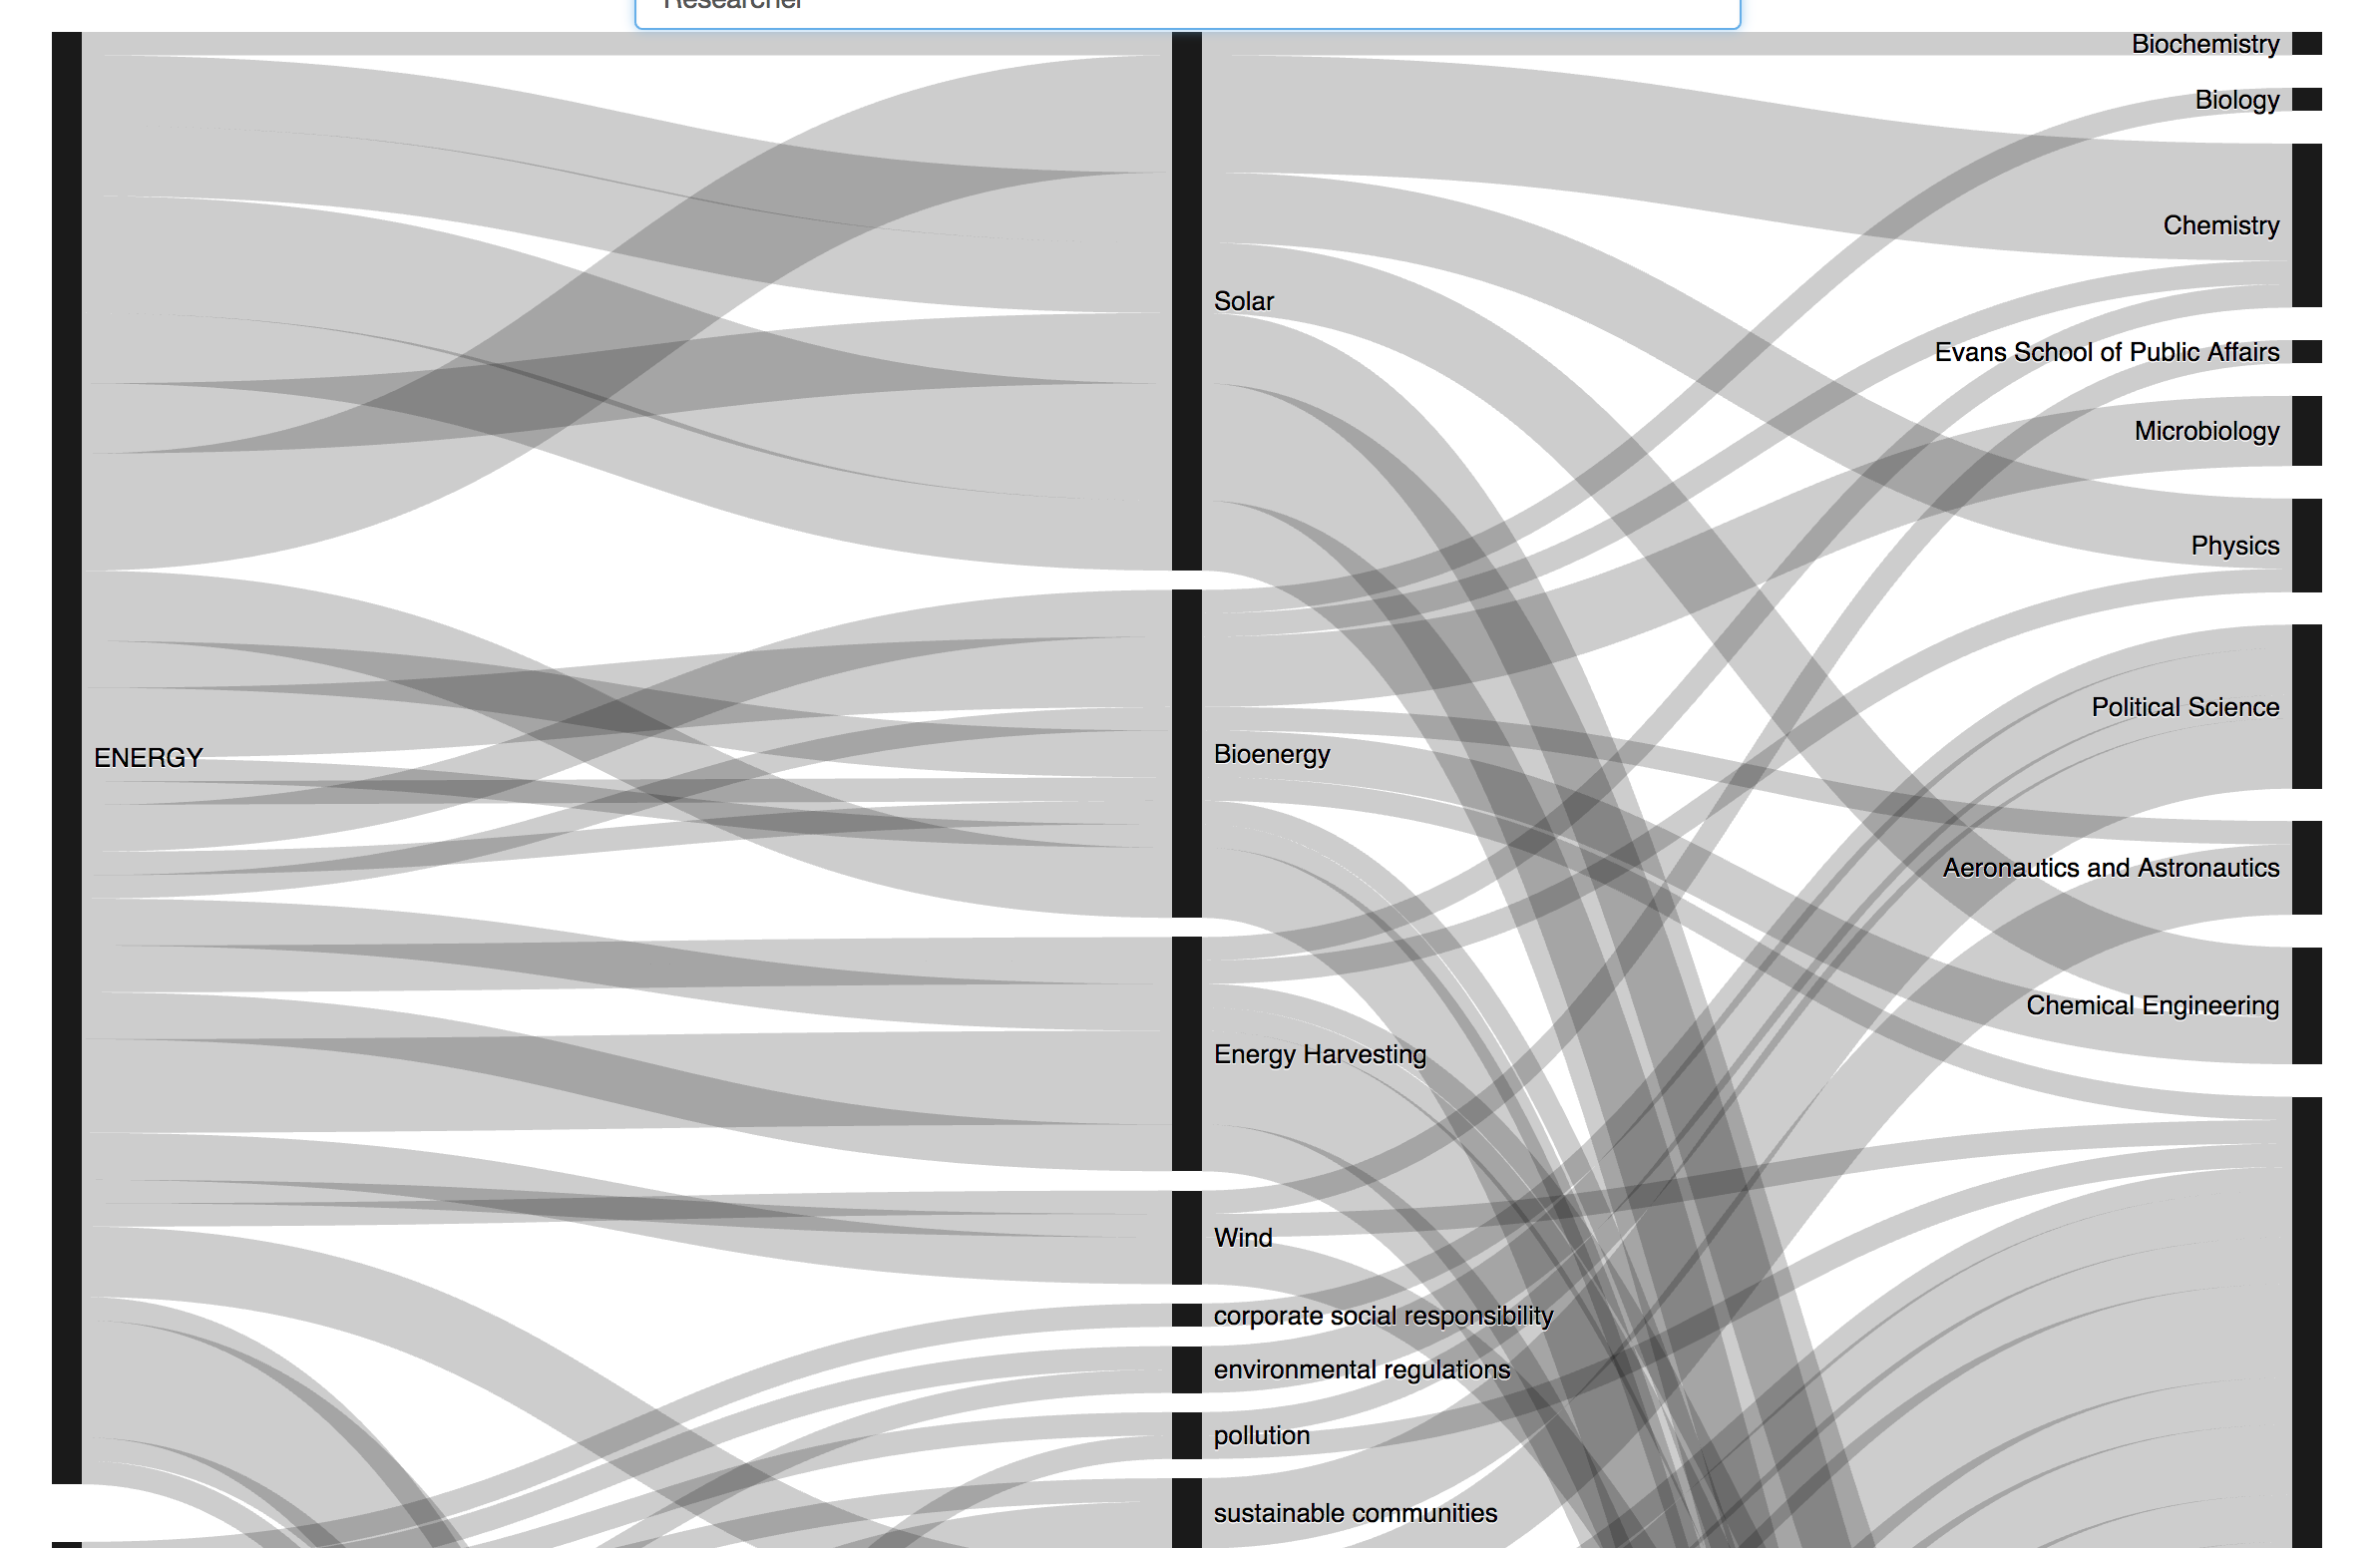 Researcher
ENERGY
Solar
Bioenergy
Energy Harvesting
Wind
corporate social responsibility
environmental regulations
pollution
sustainable communities
Biochemistry
Biology
Chemistry
Evans School of Public Affairs
Microbiology
Physics
Political Science
Aeronautics and Astronautics
Chemical Engineering